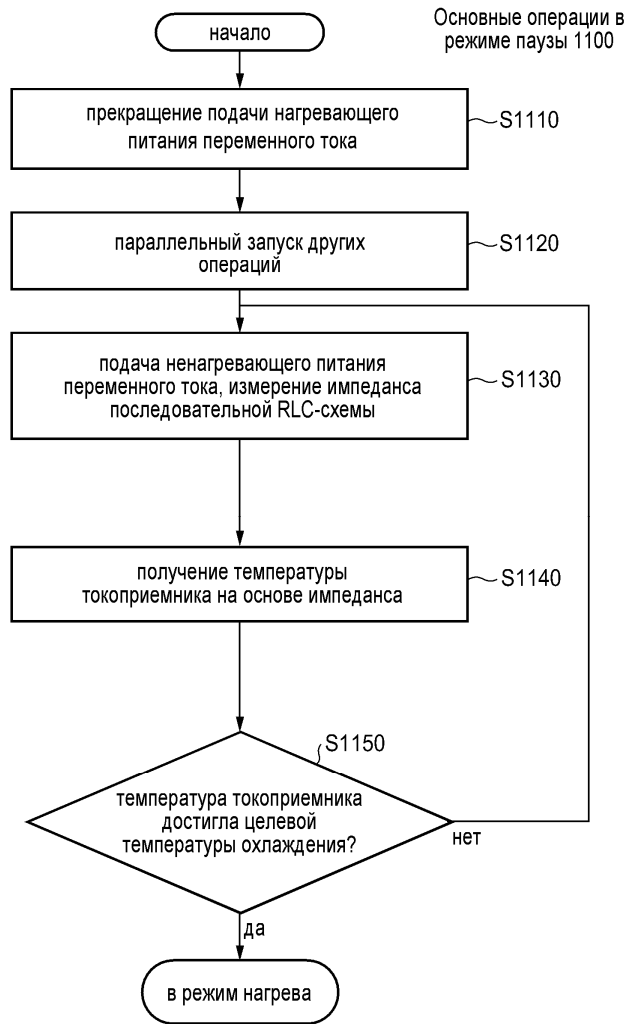 Основные операции в
режиме паузы 1100
начало
прекращение подачи нагревающего
питания переменного тока
S1110
параллельный запуск других
операций
S1120
подача ненагревающего питания
переменного тока, измерение импеданса
последовательной RLC-схемы
S1130
получение температуры
токоприемника на основе импеданса
S1140
S1150
температура токоприемника
достигла целевой
температуры охлаждения?
нет
да
в режим нагрева